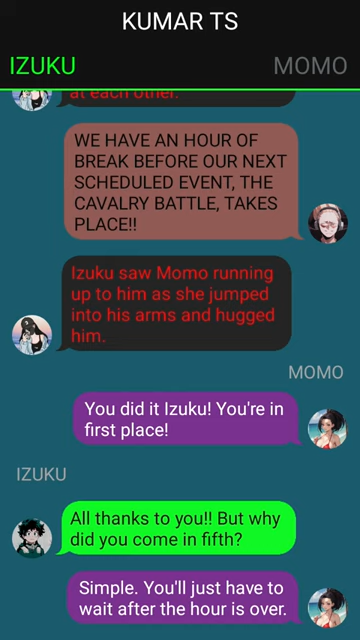 KUMAR TS
IZUKU
MOMO
at each other.
WE HAVE AN HOUR OF
BREAK BEFORE OUR NEXT
SCHEDULED EVENT, THE
CAVALRY BATTLE, TAKES
PLACE!!
Izuku saw Momo running
up to him as she jumped
into his arms and hugged
him.
MOMO
You did it Izuku! You're in
first place!
IZUKU
All thanks to you!! But why
did you come in fifth?
Simple. You'll just have to
wait after the hour is over.